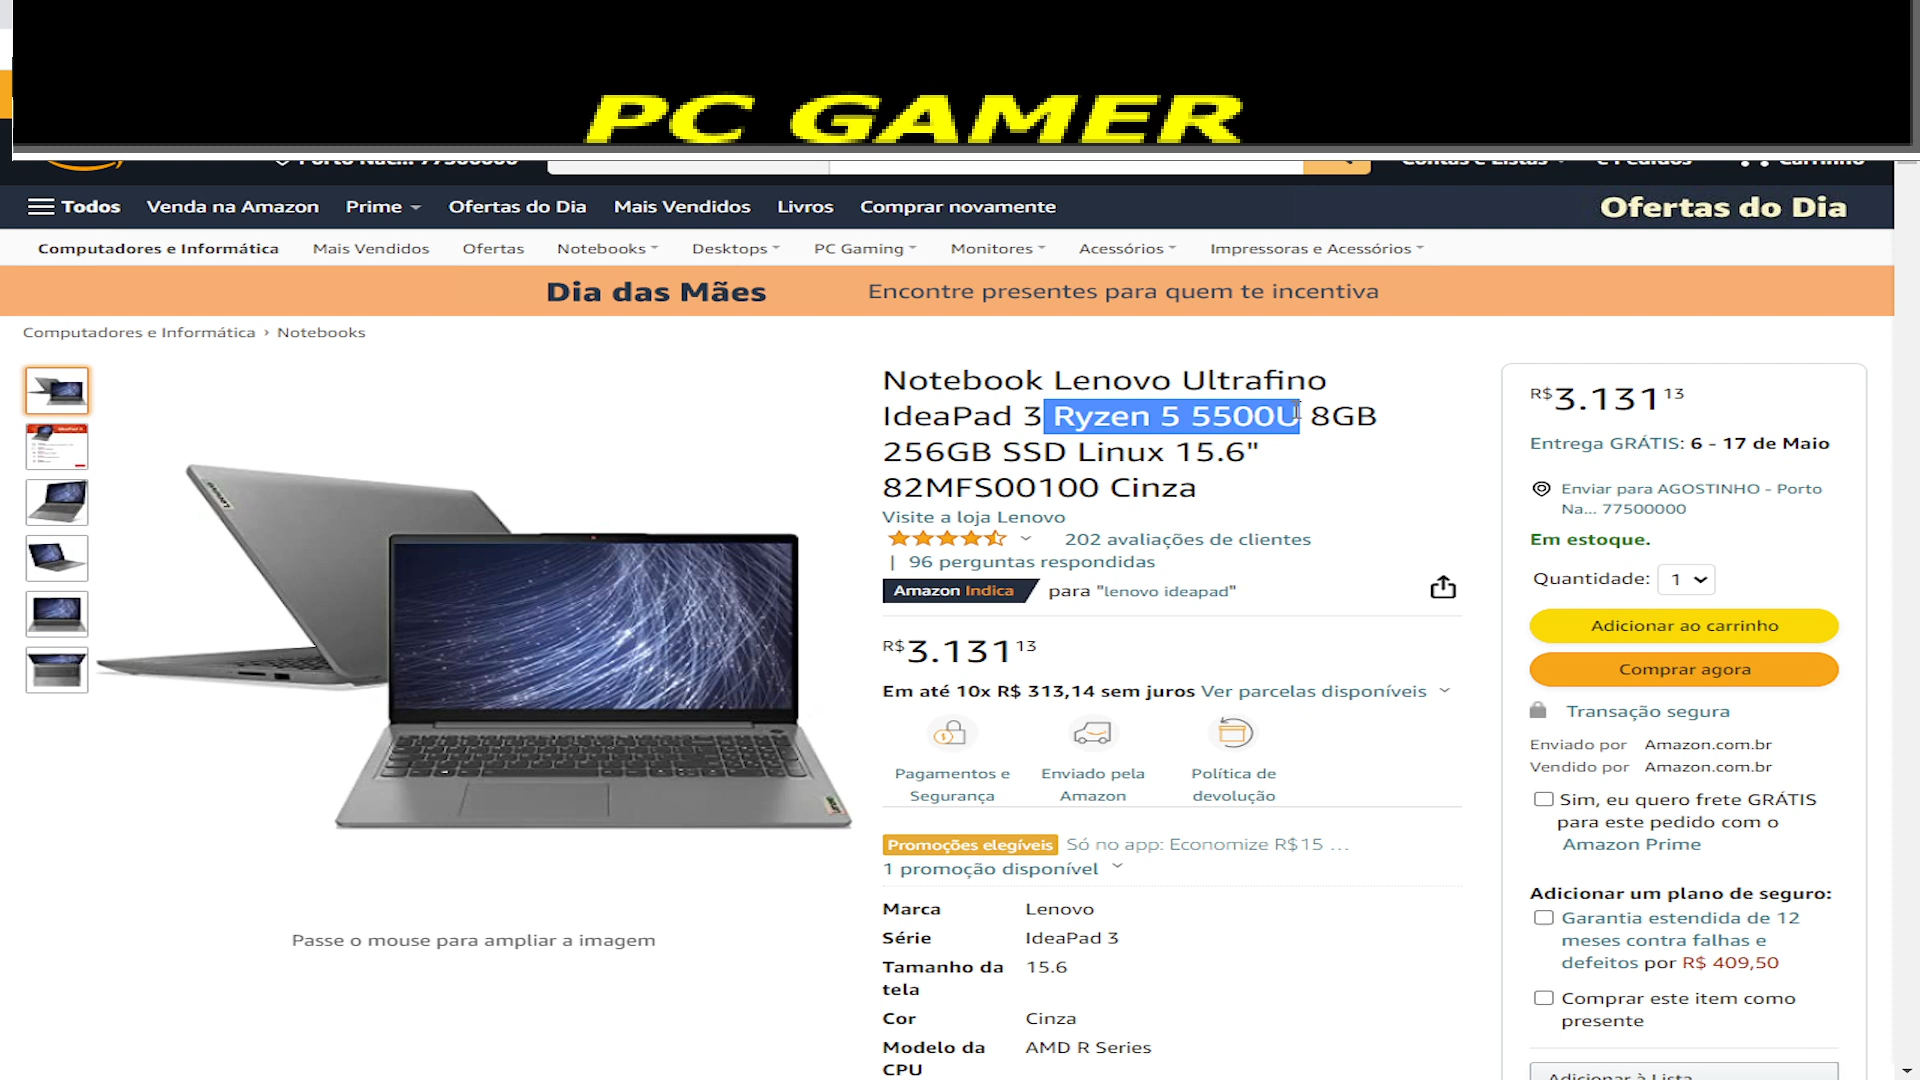 PC GAMER
Todos Venda na Amazon Prime Ofertas do Dia Mais Vendidos Livros Comprar novamente Ofertas do Dia
Computadores e Informática Mais Vendidos Ofertas Notebooks Desktops PC Gaming Monitores Acessórios Impressoras e Acessórios
Dia das Mães Encontre presentes para quem te incentiva
Computadores e Informática › Notebooks
Notebook Lenovo Ultrafino
IdeaPad 3 Ryzen 5 5500U 8GB
256GB SSD Linux 15.6"
82MFS00100 Cinza
Visite a loja Lenovo
202 avaliações de clientes
| 96 perguntas respondidas
Amazon Indica para "lenovo ideapad"
R$3.131 13
Em até 10x R$ 313,14 sem juros Ver parcelas disponíveis
Pagamentos e
Segurança
Enviado pela
Amazon
Política de
devolução
Promoções elegíveis Só no app: Economize R$15 ...
1 promoção disponível
Marca Lenovo
Série IdeaPad 3
Tamanho da
tela
15.6
Cor Cinza
Modelo da
CPU
AMD R Series
Passe o mouse para ampliar a imagem
R$3.131 13
Entrega GRÁTIS: 6 - 17 de Maio
Enviar para AGOSTINHO - Porto
Na... 77500000
Em estoque.
Quantidade: 1
Adicionar ao carrinho
Comprar agora
Transação segura
Enviado por Amazon.com.br
Vendido por Amazon.com.br
Sim, eu quero frete GRÁTIS
para este pedido com o
Amazon Prime
Adicionar um plano de seguro:
Garantia estendida de 12
meses contra falhas e
defeitos por R$ 409,50
Comprar este item como
presente
Adicionar à Lista